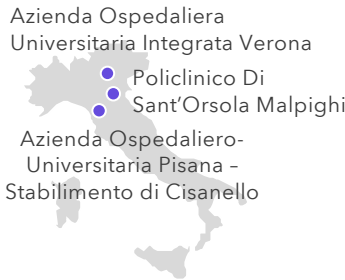 Azienda Ospedaliera
Universitaria Integrata Verona
Policlinico Di
Sant'Orsola Malpighi
Azienda Ospedaliero-
Universitaria Pisana –
Stabilimento di Cisanello